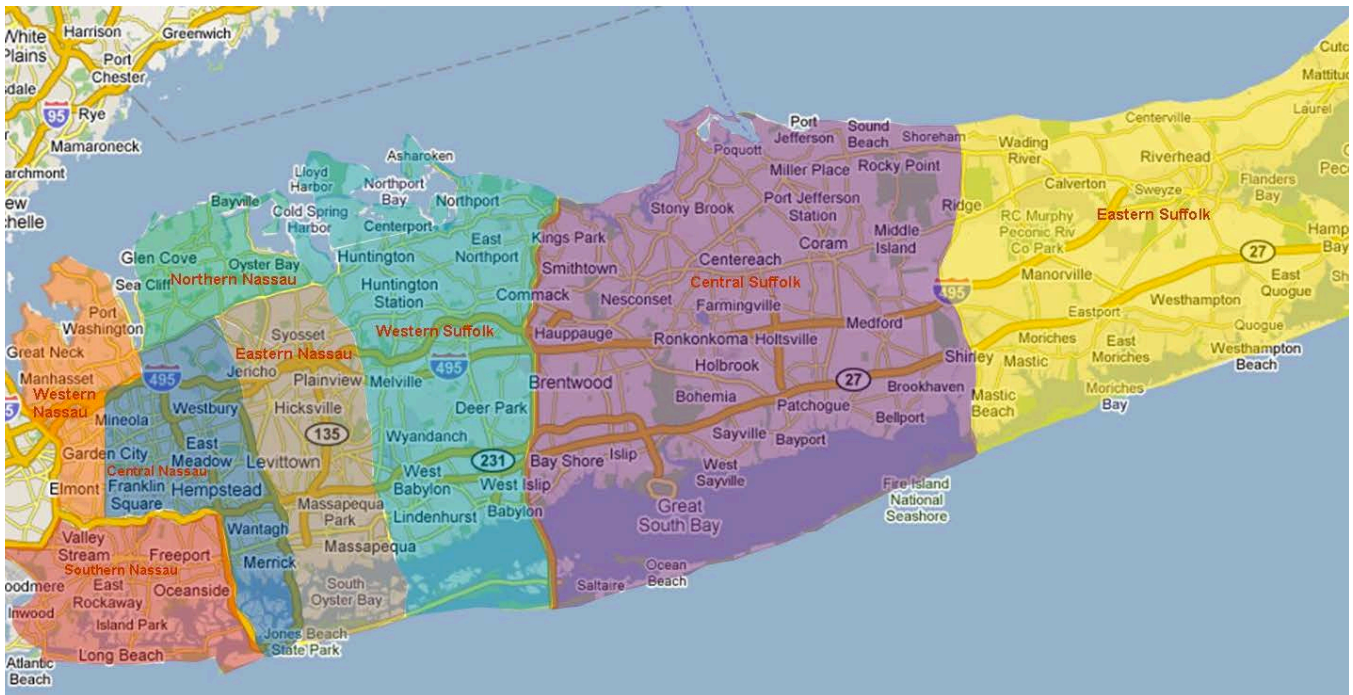 White
Plains
Harrison
Greenwich
Port
Chester
sdale
95
Rye
Mamaroneck
archmont
ew
chelle
Asharoken
Lloyd
Harbor
Northport
Bay
Northport
Bayville
Cold Spring
Harbor
Centerport
Glen Cove
Oyster Bay
Northern Nassau
Sea Cliff
Huntington
East
Northport
Huntington
Station
Commack
Port
Washington
Great Neck
Manhasset
Western
Nassau
Syosset
Eastern Nassau
Jericho
Plainview
Western Suffolk
495
495
Melville
Mineola
Westbury
Hicksville
135
Deer Park
Wyandanch
Garden City
East
Meadow
Levittown
Central Nassau
Elmont
Franklin
Square
Hempstead
West
Babylon
231
West Islip
Babylon
Lindenhurst
Massapequa
Park
Wantagh
Massapequa
Merrick
Valley
Stream
Freeport
Southern Nassau
East
Rockaway
Oceanside
oodmere
Inwood
Island Park
Long Beach
Atlantic
Beach
South
Oyster Bay
Jones Beach
State Park
Port
Jefferson
Sound
Beach
Shoreham
Poquott
Miller Place
Rocky Point
Stony Brook
Port Jefferson
Station
Middle
Island
Ridge
Kings Park
Coram
Smithtown
Centereach
Central Suffolk
Nesconset
Farmingville
495
Hauppauge
Ronkonkoma
Holtsville
Medford
Holbrook
Shirley
Brentwood
27
Brookhaven
Bohemia
Patchogue
Bellport
Sayville
Bayport
Bay Shore
Islip
West
Sayville
Great
South Bay
Fire Island
National
Seashore
Ocean
Beach
Saltaire
Cutc
Mattituc
Laurel
Centerville
Wading
River
Riverhead
Calverton
Sweyze
Flanders
Bay
Pec
RC Murphy
Peconic Riv
Co Park
Eastern Suffolk
27
Hamp
Bay
Manorville
East
Quogue
Westhampton
Eastport
Moriches
Quogue
Mastic
East
Moriches
Westhampton
Beach
Mastic
Beach
Moriches
Bay